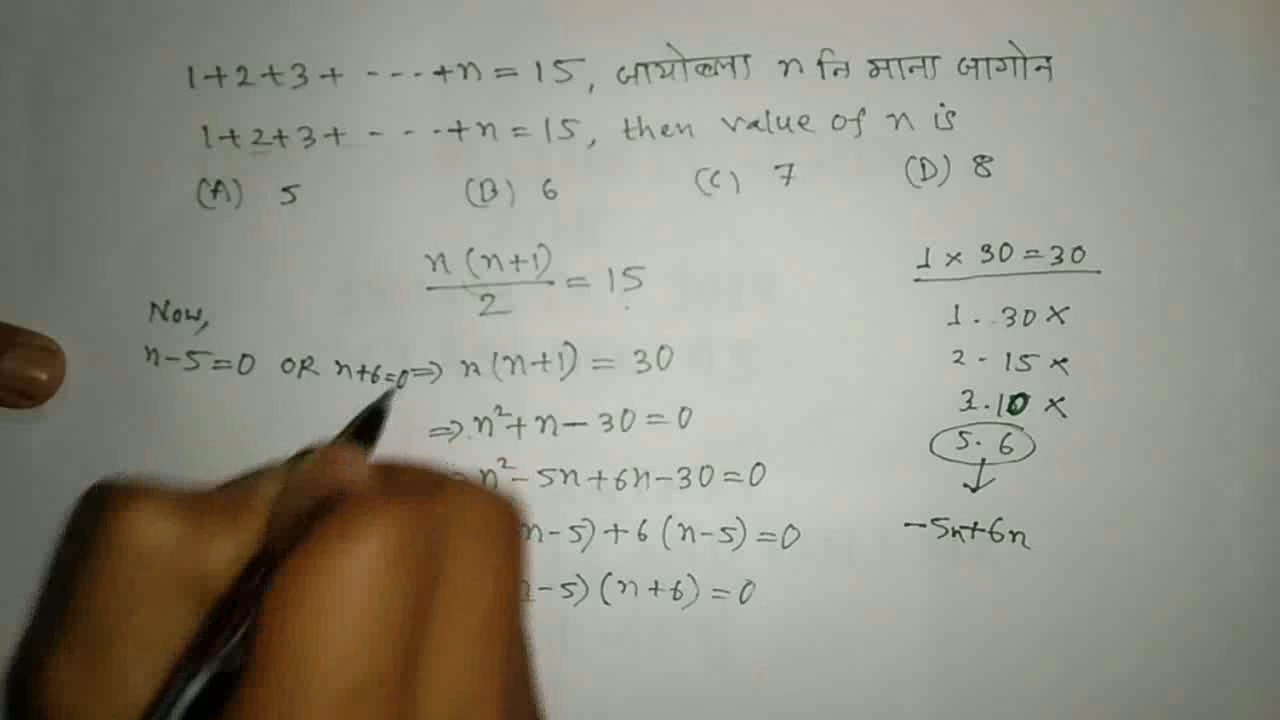 1+2+3+ ----+n = 15, जायोब्ला n नि माना जागोन
1+2+3+ - ---+n = 15, then value of n is
(A) 5 (B) 6 (C) 7 (D) 8
n(n+1)/2 = 15
Now,
n-5=0 OR n+6=0
⇒ n(n+1) = 30
⇒ n²+n-30=0
n²-5n+6n-30=0
n-5)+6(n-5)=0
-5)(n+6)=0
1 × 30=30
1. 30 ×
2 - 15 ×
3.10 ×
5. 6
↓
-5n+6n